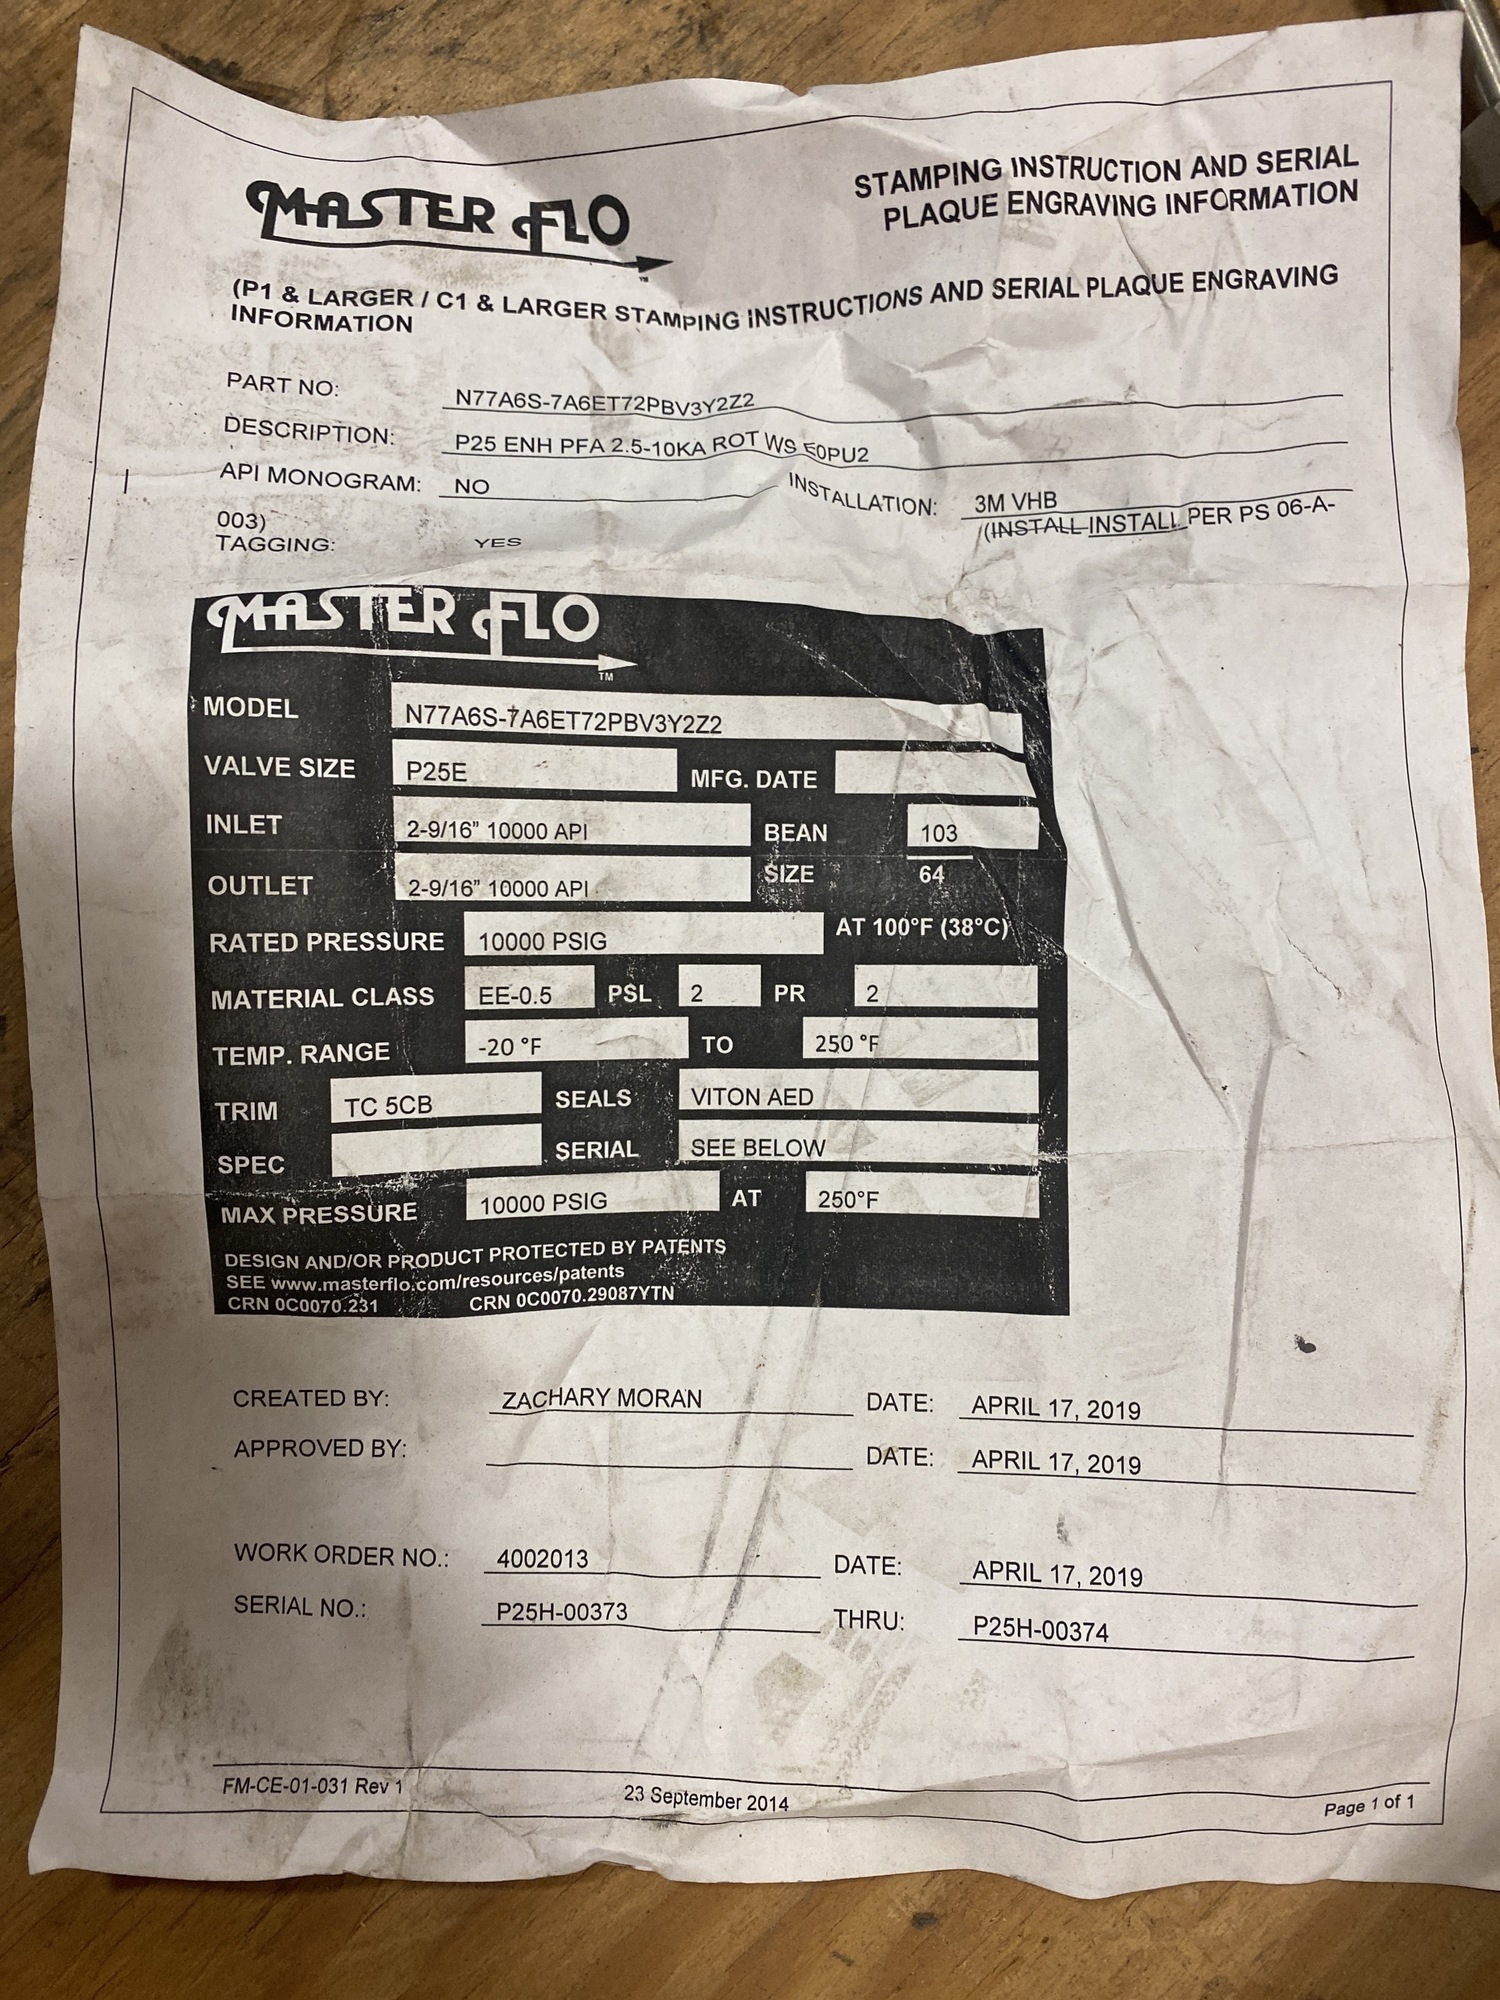 MASTER FLO
™
STAMPING INSTRUCTION AND SERIAL
PLAQUE ENGRAVING INFORMATION
(P1 & LARGER / C1 & LARGER STAMPING INSTRUCTIONS AND SERIAL PLAQUE ENGRAVING
INFORMATION
PART NO: N77A6S-7A6ET72PBV3Y2Z2
DESCRIPTION: P25 ENH PFA 2.5-10KA ROT WS E0PU2
API MONOGRAM: NO INSTALLATION: 3M VHB
(INSTALL INSTALL PER PS 06-A-
003)
TAGGING: YES
MASTER FLO
TM
MODEL N77A6S-7A6ET72PBV3Y2Z2
VALVE SIZE P25E MFG. DATE
INLET 2-9/16" 10000 API BEAN 103
OUTLET 2-9/16" 10000 API SIZE 64
RATED PRESSURE 10000 PSIG AT 100°F (38°C)
MATERIAL CLASS EE-0.5 PSL 2 PR 2
TEMP. RANGE -20 °F TO 250 °F
TRIM TC 5CB SEALS VITON AED
SPEC SERIAL SEE BELOW
MAX PRESSURE 10000 PSIG AT 250°F
DESIGN AND/OR PRODUCT PROTECTED BY PATENTS
SEE www.masterflo.com/resources/patents
CRN 0C0070.231 CRN 0C0070.29087YTN
CREATED BY: ZACHARY MORAN DATE: APRIL 17, 2019
APPROVED BY: DATE: APRIL 17, 2019
WORK ORDER NO.: 4002013 DATE: APRIL 17, 2019
SERIAL NO.: P25H-00373 THRU: P25H-00374
FM-CE-01-031 Rev 1 23 September 2014 Page 1 of 1